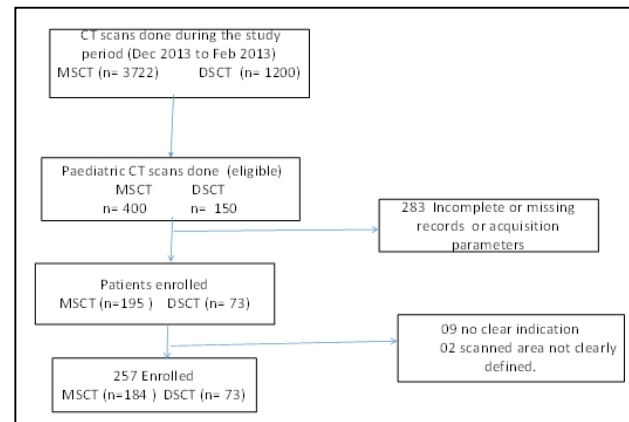 CT scans done during the study
period (Dec 2013 to Feb 2013)
MSCT (n= 3722) DSCT (n= 1200)
Paediatric CT scans done (eligible)
MSCT DSCT
n= 400 n= 150
283 Incomplete or missing
records or acquisition
parameters
Patients enrolled
MSCT (n=195 ) DSCT (n= 73)
09 no clear indication
02 scanned area not clearly
defined.
257 Enrolled
MSCT (n=184 ) DSCT (n= 73)